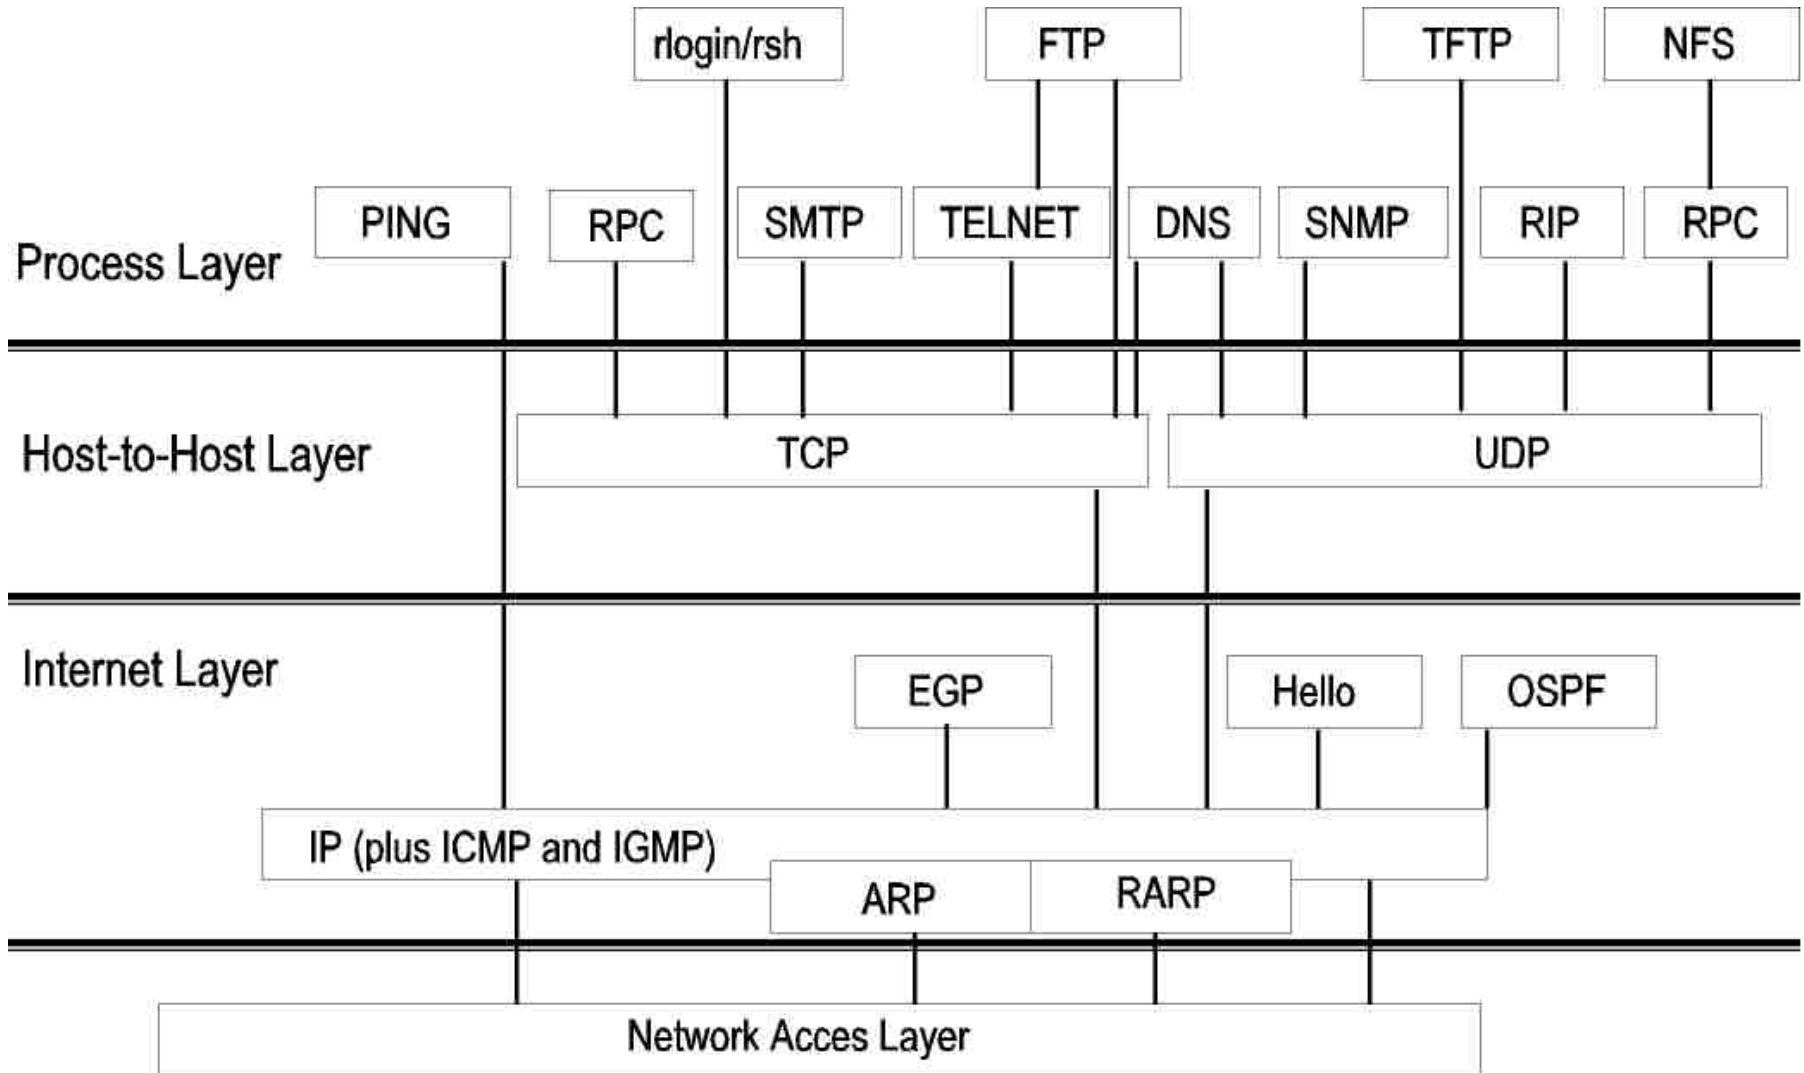 rlogin/rsh
FTP
TFTP
NFS
PING
RPC
SMTP
TELNET
DNS
SNMP
RIP
RPC
Process Layer
Host-to-Host Layer
TCP
UDP
Internet Layer
EGP
Hello
OSPF
IP (plus ICMP and IGMP)
ARP
RARP
Network Acces Layer